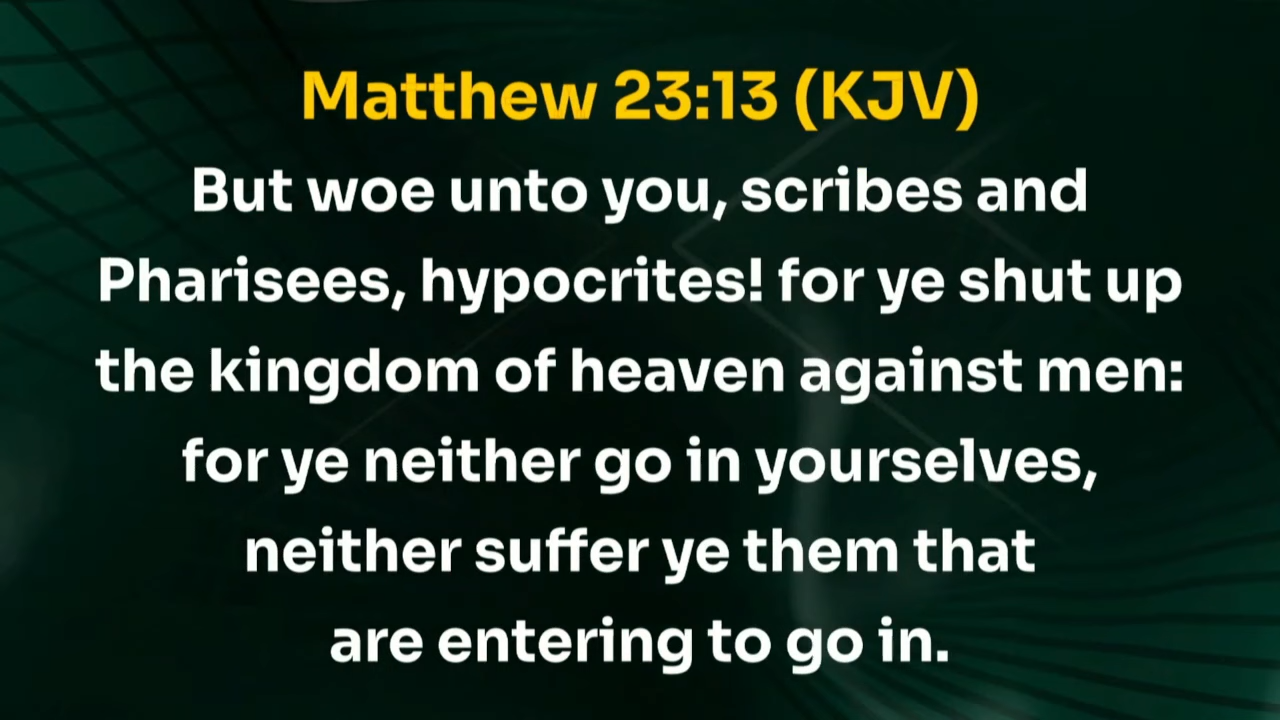 Matthew 23:13 (KJV)
But woe unto you, scribes and
Pharisees, hypocrites! for ye shut up
the kingdom of heaven against men:
for ye neither go in yourselves,
neither suffer ye them that
are entering to go in.